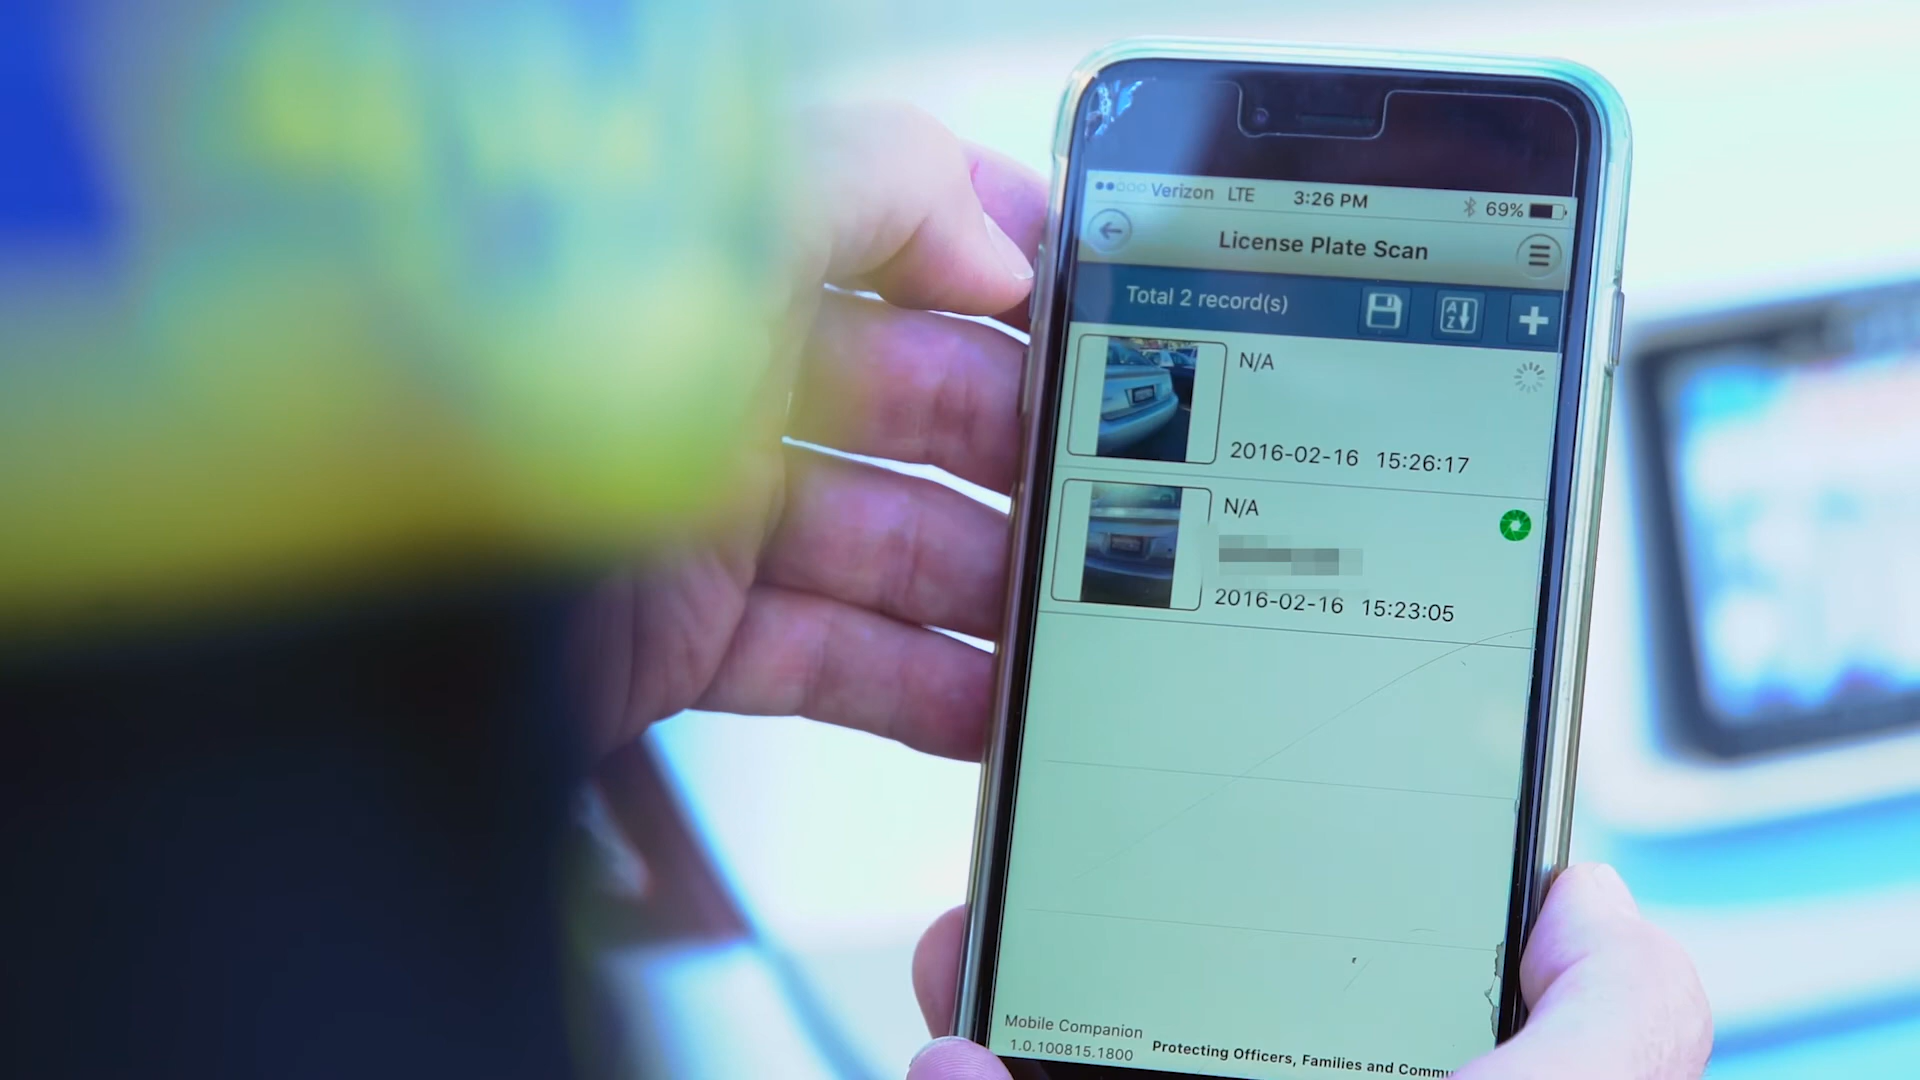 Verizon LTE 3:26 PM 69%
License Plate Scan
Total 2 record(s)
A
Z
N/A
2016-02-16 15:26:17
N/A
2016-02-16 15:23:05
Mobile Companion
1.0.100815.1800
Protecting Officers, Families and Commu